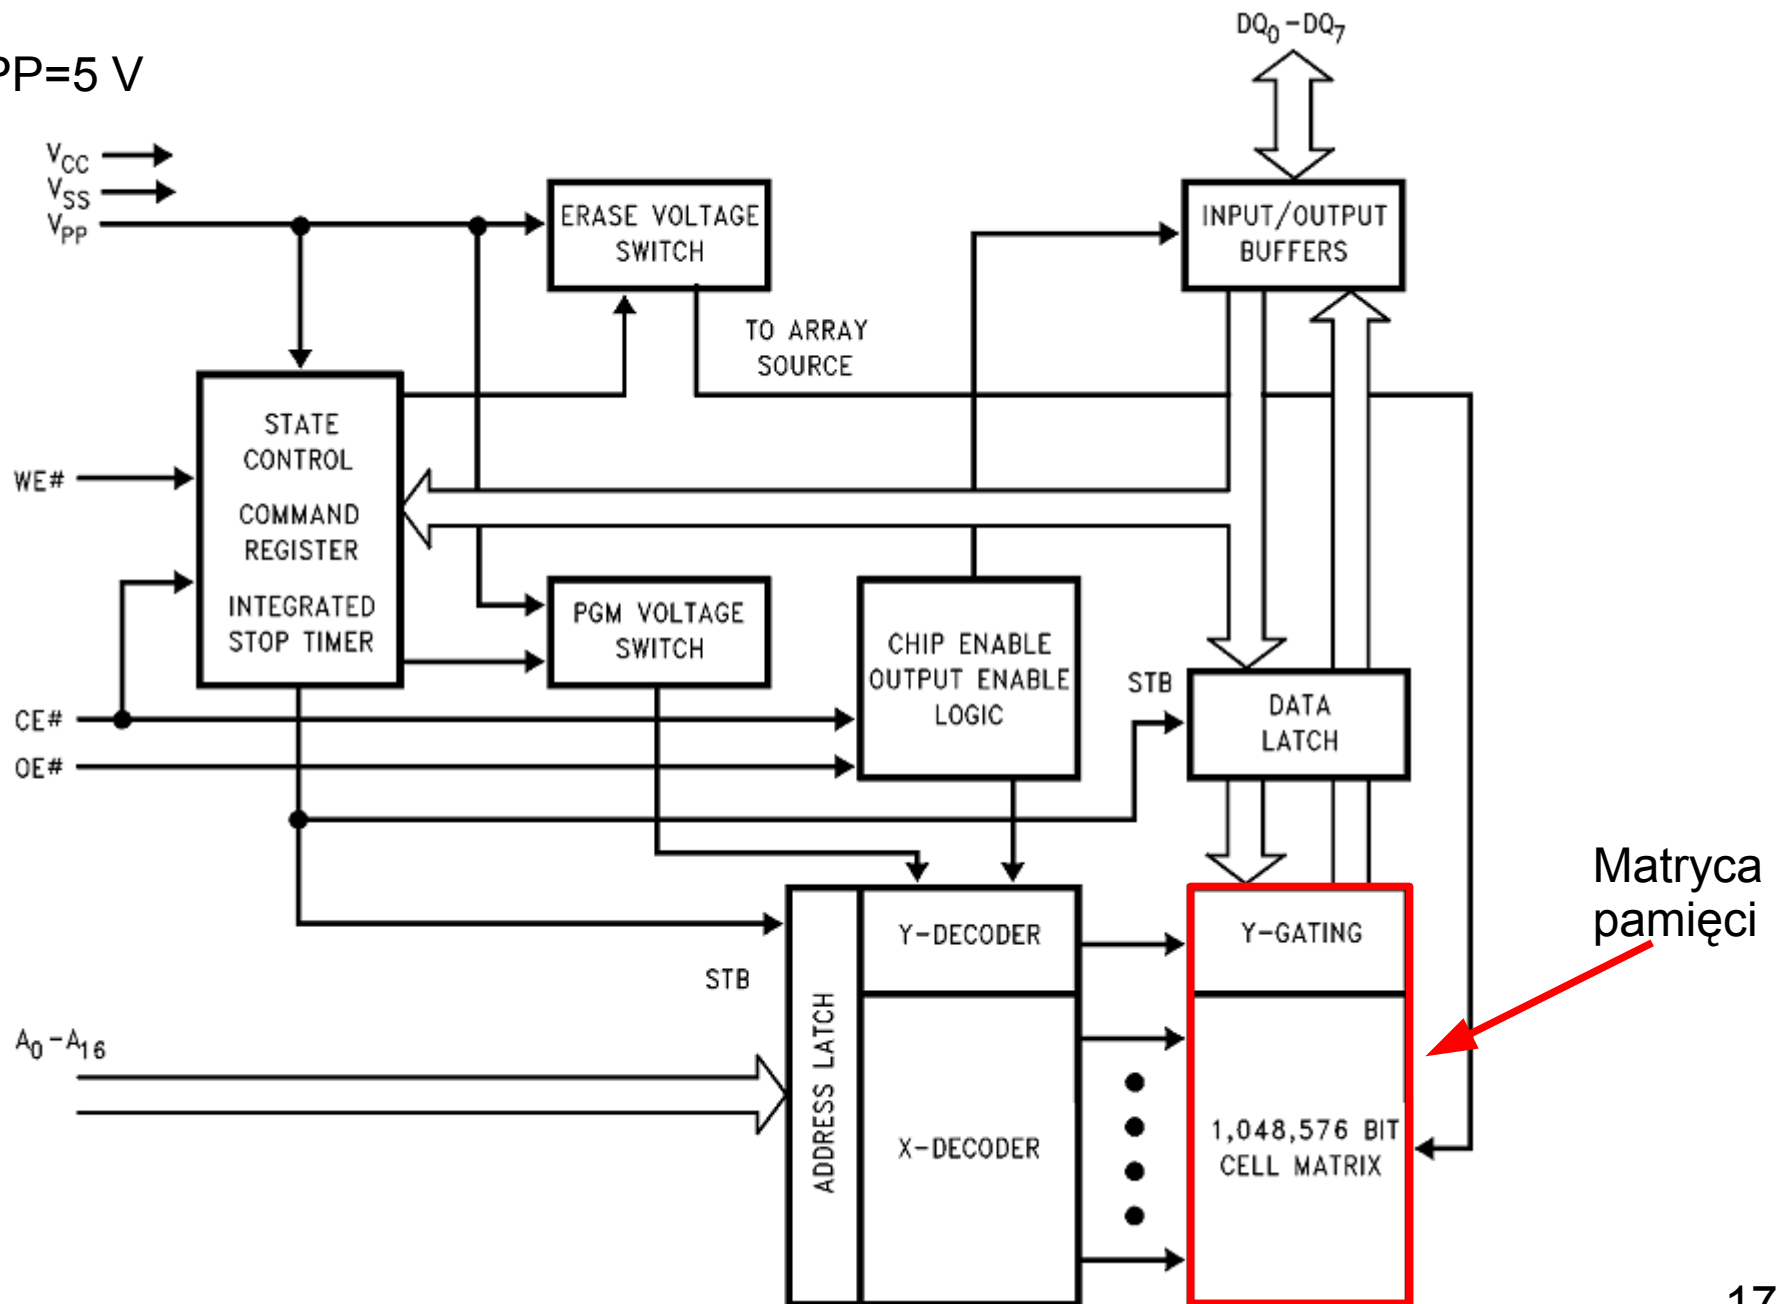 PP=5 V
DQ0-DQ7
VCC
VSS
VPP
ERASE VOLTAGE
SWITCH
INPUT/OUTPUT
BUFFERS
TO ARRAY
SOURCE
STATE
CONTROL
COMMAND
REGISTER
INTEGRATED
STOP TIMER
WE#
PGM VOLTAGE
SWITCH
CHIP ENABLE
OUTPUT ENABLE
LOGIC
STB
DATA
LATCH
CE#
OE#
Matryca
pamięci
Y-DECODER
Y-GATING
STB
A0-A16
ADDRESS LATCH
X-DECODER
1,048,576 BIT
CELL MATRIX
17